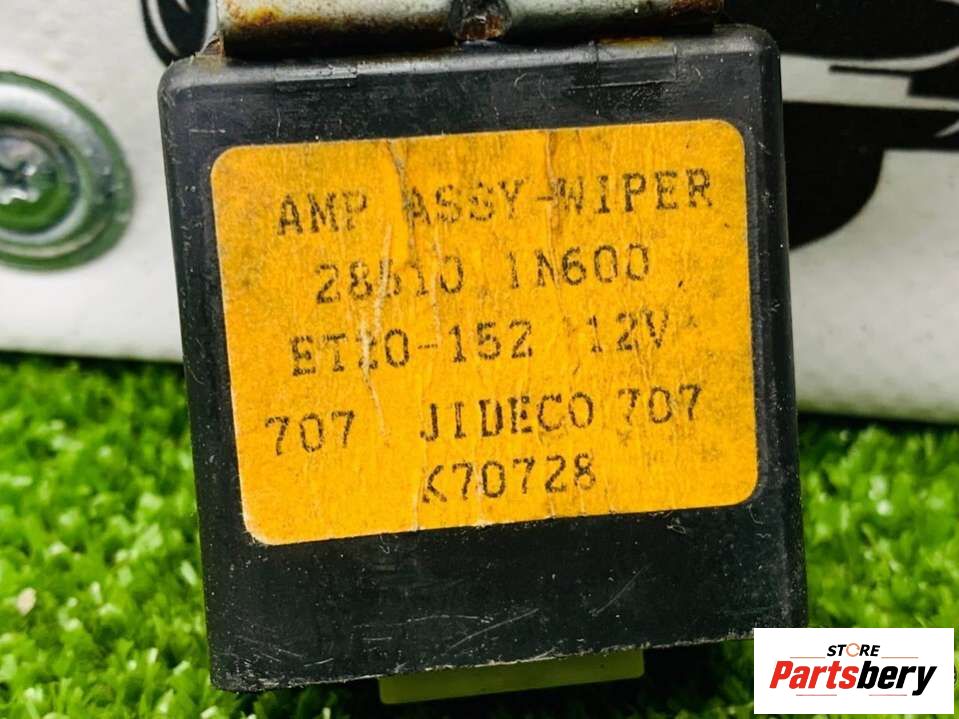 AMP ASSY-WIPER
28510 1N600
ET20-152 12V
707 JIDECO 707
K70728
STORE
Partsbery